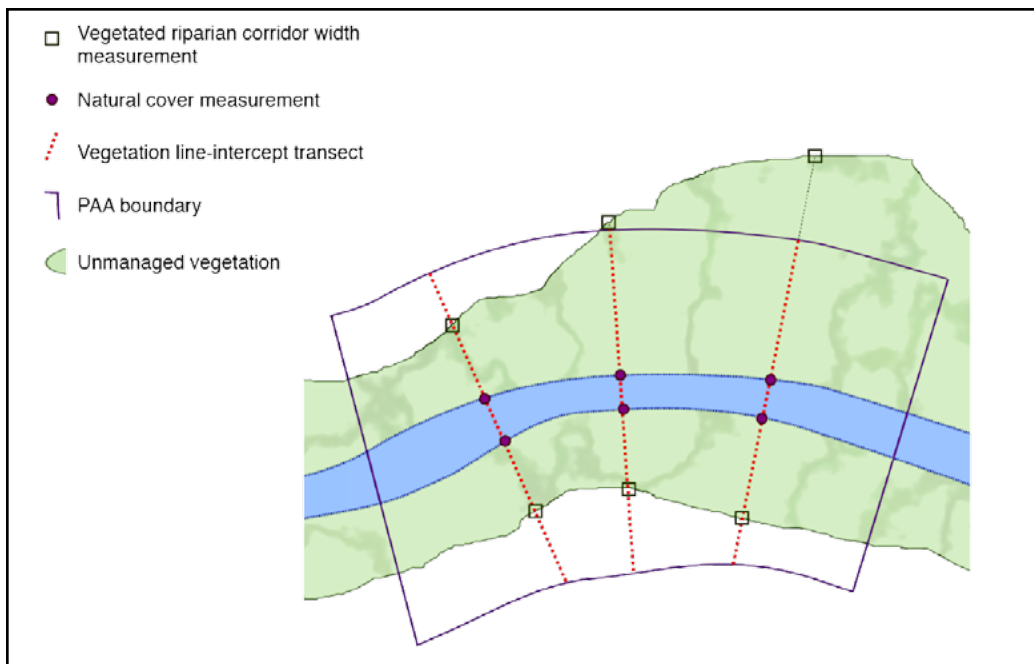 Vegetated riparian corridor width
measurement
Natural cover measurement
Vegetation line-intercept transect
PAA boundary
Unmanaged vegetation